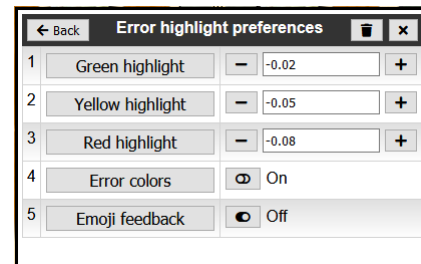 ← Back Error highlight preferences
1 Green highlight − -0.02 +
2 Yellow highlight − -0.05 +
3 Red highlight − -0.08 +
4 Error colors On
5 Emoji feedback Off